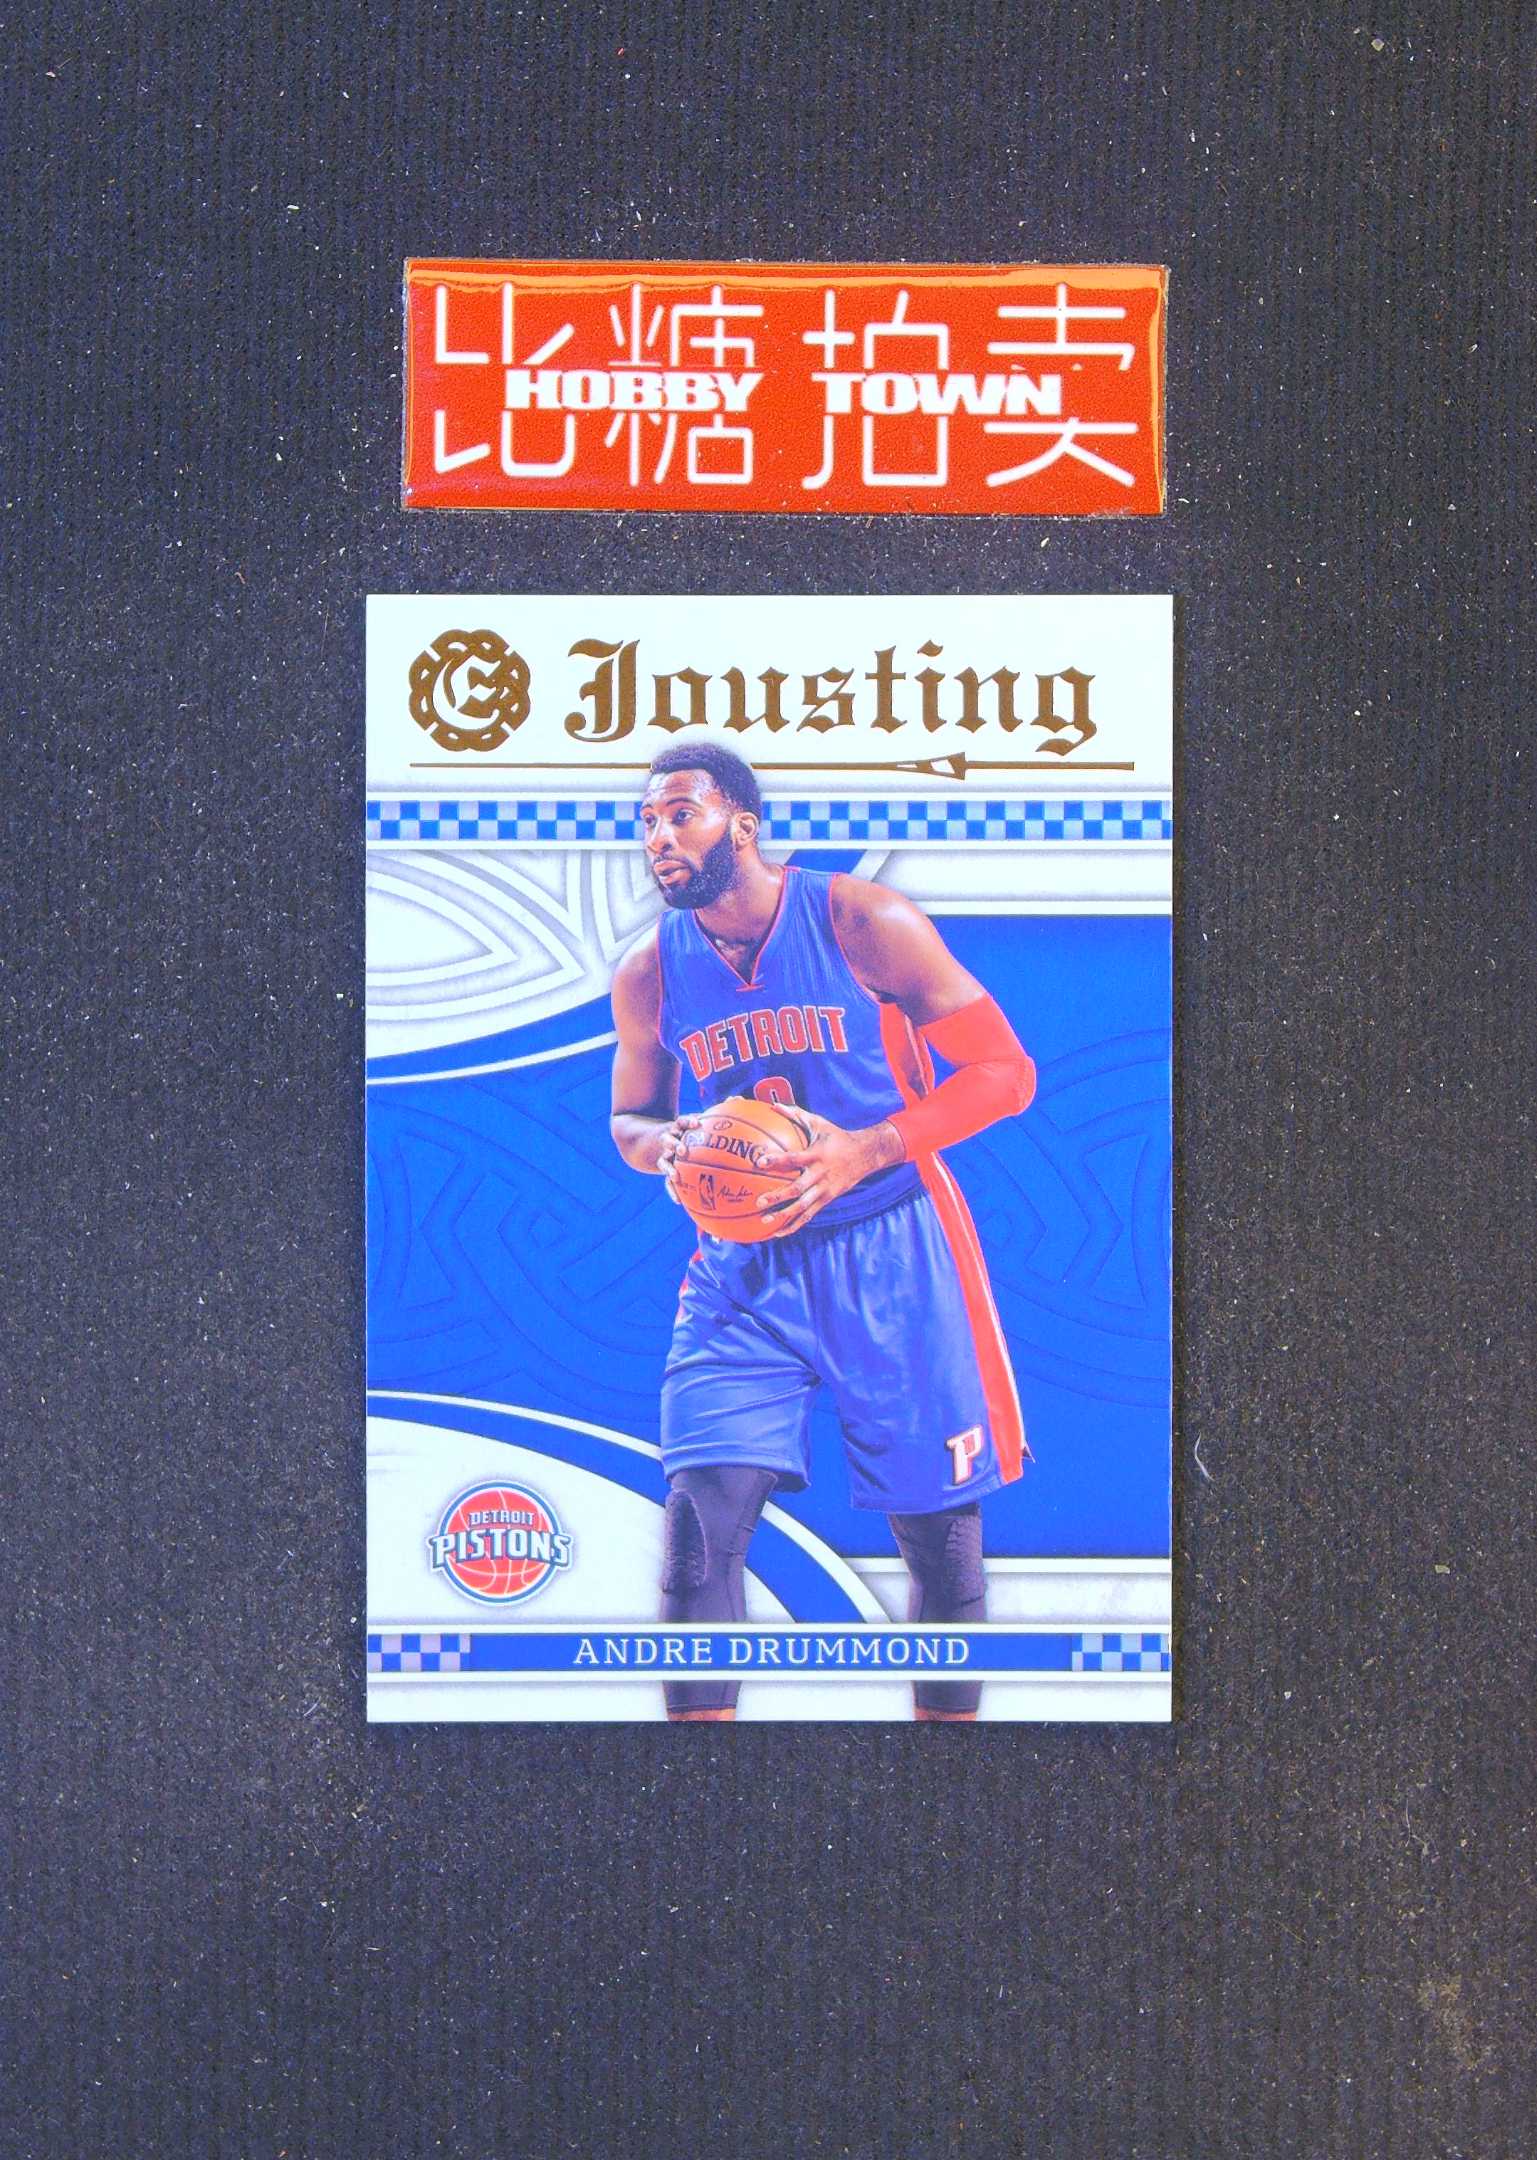 比糖拍卖
HOBBY TOWN
E Jousting
DETROIT
SPALDING
P
DETROIT
PISTONS
ANDRE DRUMMOND